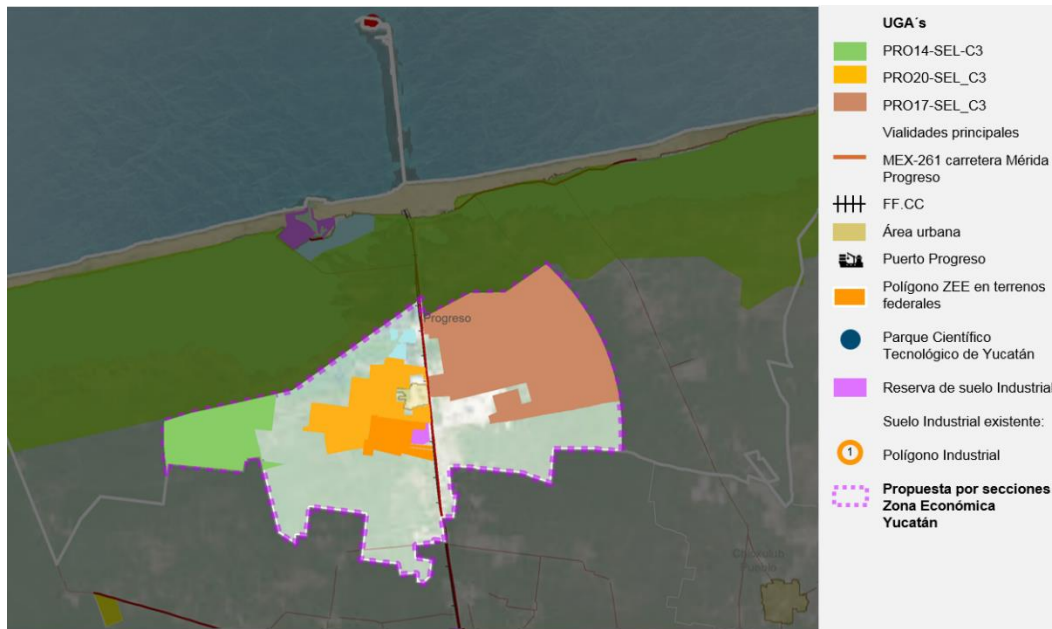 UGA´s
PRO14-SEL-C3
PRO20-SEL_C3
PRO17-SEL_C3
Vialidades principales
MEX-261 carretera Mérida
Progreso
FF.CC
Área urbana
Puerto Progreso
Polígono ZEE en terrenos
federales
Parque Científico
Tecnológico de Yucatán
Reserva de suelo Industrial
Suelo Industrial existente:
1
Polígono Industrial
Propuesta por secciones
Zona Económica
Yucatán
Progreso
Chicxulub
Pueblo